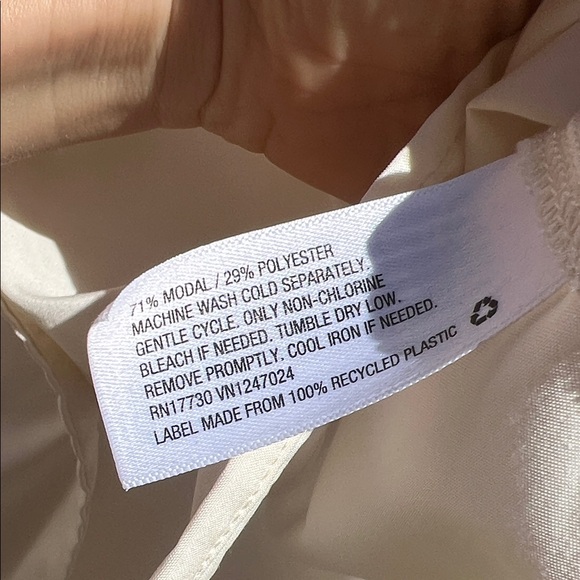 71% MODAL / 29% POLYESTER
MACHINE WASH COLD SEPARATELY.
GENTLE CYCLE. ONLY NON-CHLORINE
BLEACH IF NEEDED. TUMBLE DRY LOW.
REMOVE PROMPTLY. COOL IRON IF NEEDED.
RN17730 VN1247024
LABEL MADE FROM 100% RECYCLED PLASTIC